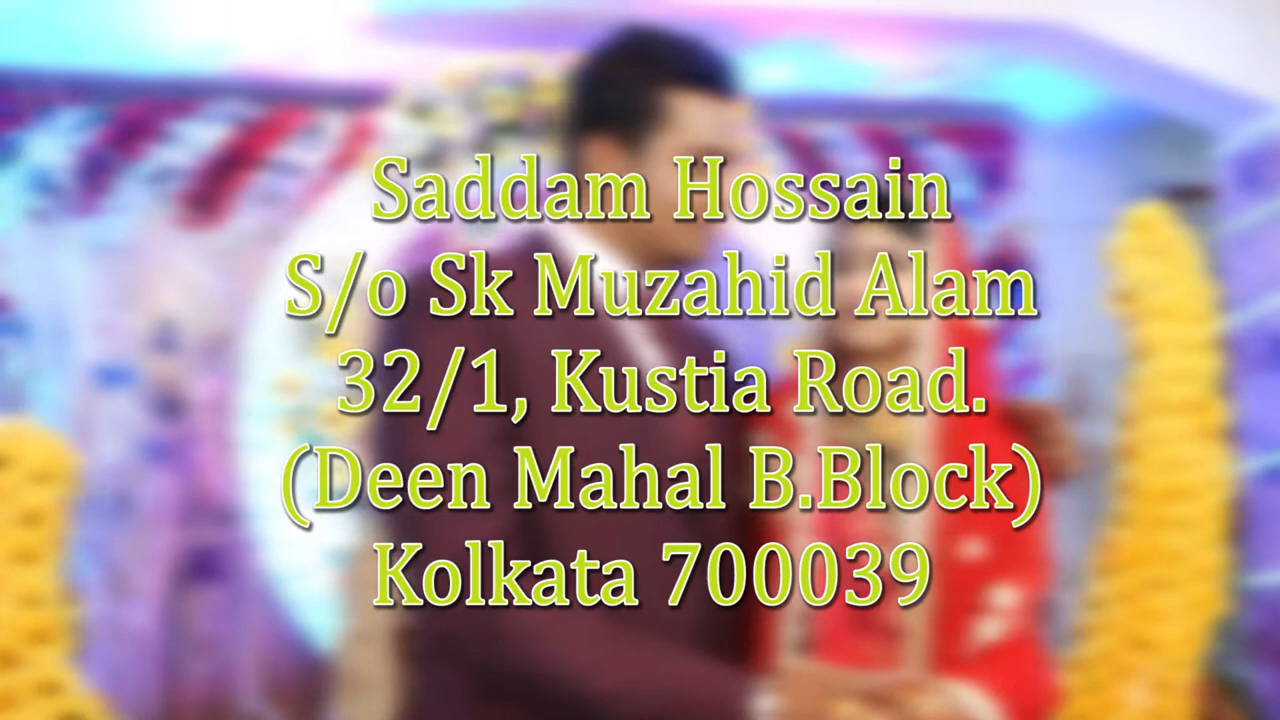 Saddam Hossain
S/o Sk Muzahid Alam
32/1, Kustia Road.
(Deen Mahal B.Block)
Kolkata 700039